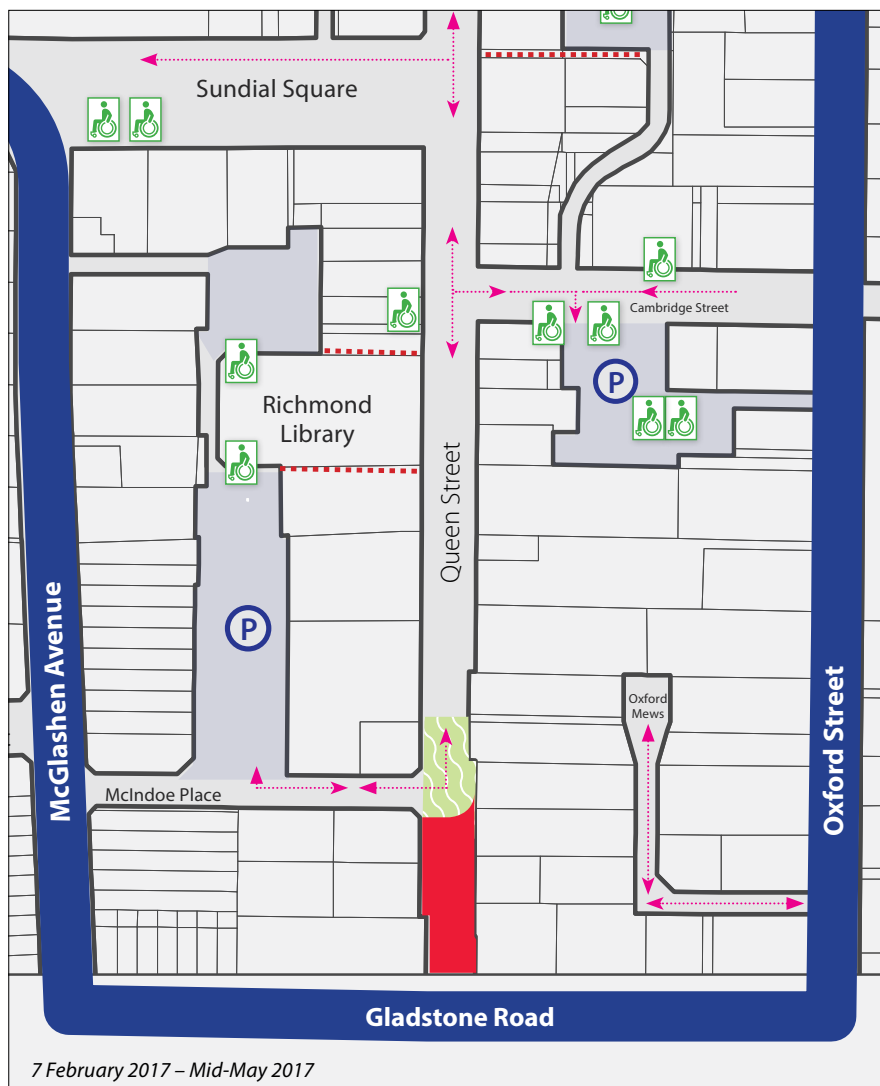 Sundial Square
Cambridge Street
P
Richmond
Library
Queen Street
P
McGlashen Avenue
Oxford
Mews
Oxford Street
McIndoe Place
Gladstone Road
7 February 2017 – Mid-May 2017